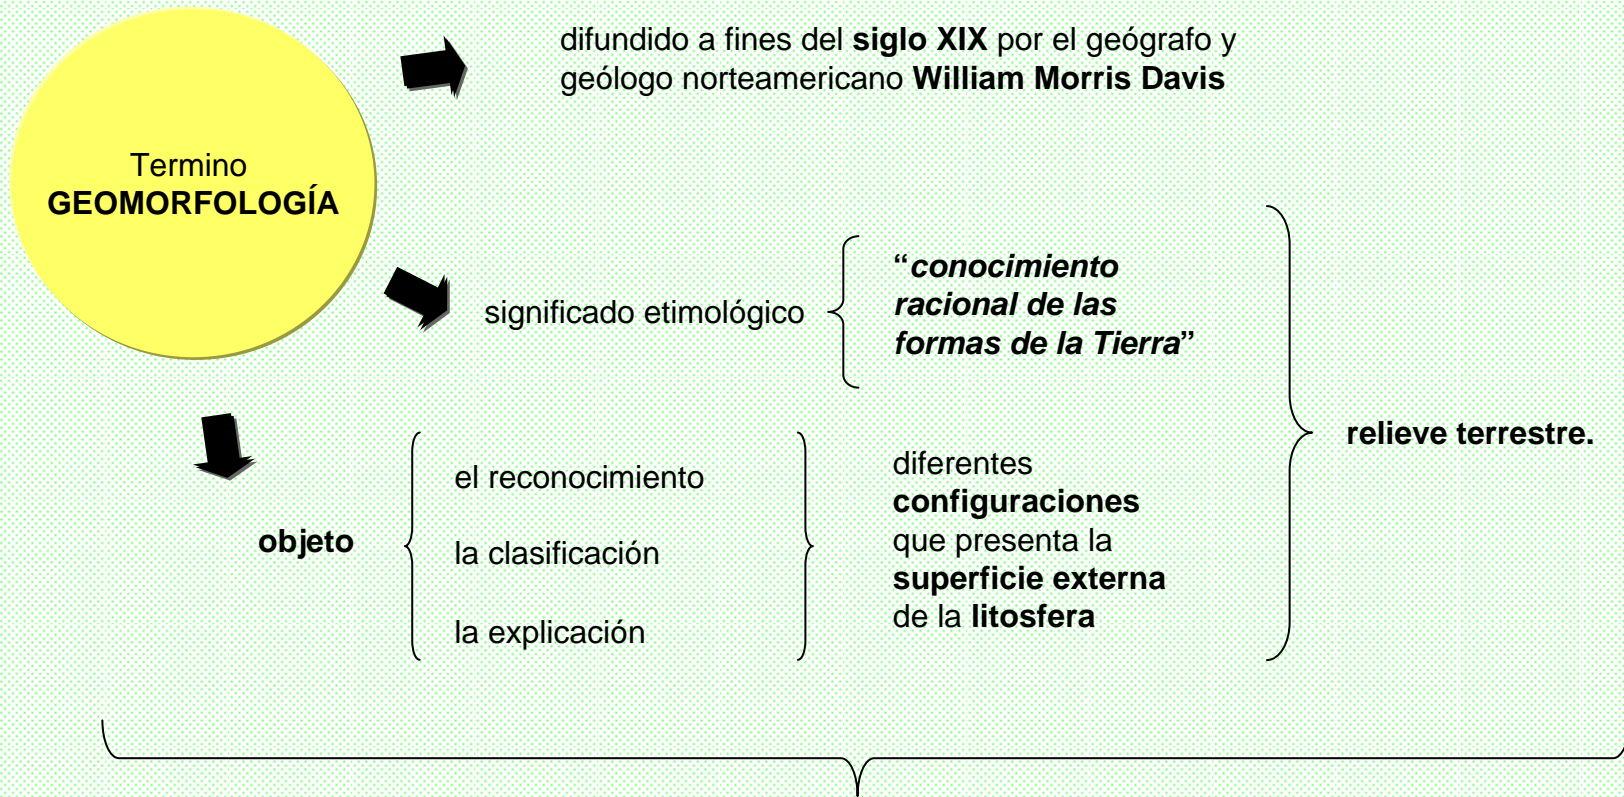 difundido a fines del siglo XIX por el geógrafo y
geólogo norteamericano William Morris Davis
Termino
GEOMORFOLOGÍA
significado etimológico
“conocimiento
racional de las
formas de la Tierra”
objeto
el reconocimiento
la clasificación
la explicación
diferentes
configuraciones
que presenta la
superficie externa
de la litosfera
relieve terrestre.